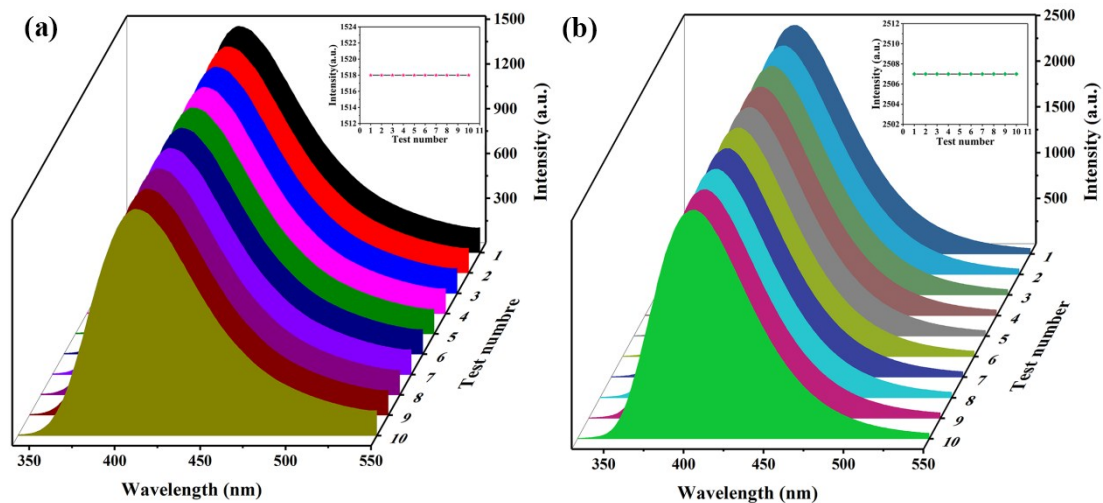 (a)
1500
1200
900
600
300
Intensity (a.u.)
1524
1522
1520
1518
1516
1514
1512
Intensity(a.u.)
0 1 2 3 4 5 6 7 8 9 10 11
Test number
1
2
3
4
5
6
7
8
9
10
Test numbre
350 400 450 500 550
Wavelength (nm)
(b)
2500
2000
1500
1000
500
Intensity (a.u.)
2512
2510
2508
2506
2504
2502
Intensity (a.u.)
0 1 2 3 4 5 6 7 8 9 10 11
Test number
1
2
3
4
5
6
7
8
9
10
Test number
350 400 450 500 550
Wavelength (nm)